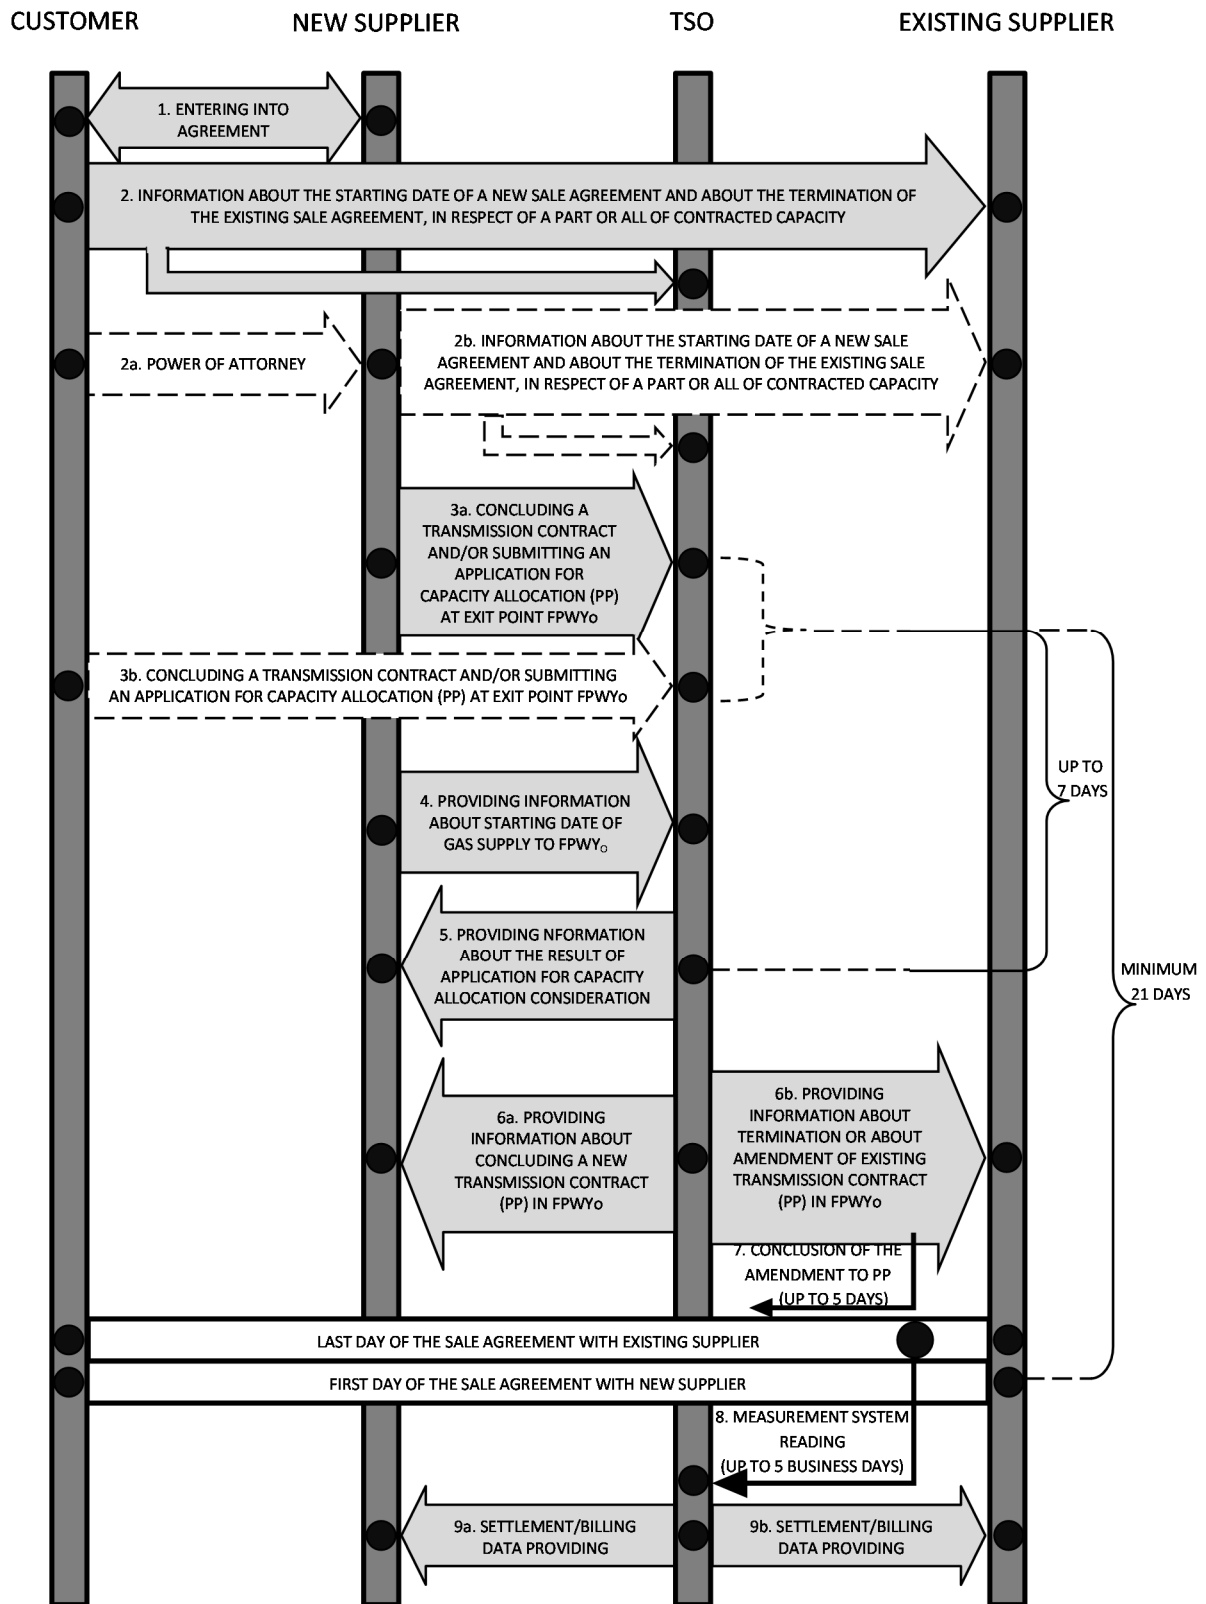 CUSTOMER
NEW SUPPLIER
TSO
EXISTING SUPPLIER
1. ENTERING INTO
AGREEMENT
2. INFORMATION ABOUT THE STARTING DATE OF A NEW SALE AGREEMENT AND ABOUT THE TERMINATION OF
THE EXISTING SALE AGREEMENT, IN RESPECT OF A PART OR ALL OF CONTRACTED CAPACITY
2a. POWER OF ATTORNEY
2b. INFORMATION ABOUT THE STARTING DATE OF A NEW SALE
AGREEMENT AND ABOUT THE TERMINATION OF THE EXISTING SALE
AGREEMENT, IN RESPECT OF A PART OR ALL OF CONTRACTED CAPACITY
3a. CONCLUDING A
TRANSMISSION CONTRACT
AND/OR SUBMITTING AN
APPLICATION FOR
CAPACITY ALLOCATION (PP)
AT EXIT POINT FPWYo
3b. CONCLUDING A TRANSMISSION CONTRACT AND/OR SUBMITTING
AN APPLICATION FOR CAPACITY ALLOCATION (PP) AT EXIT POINT FPWYo
UP TO
7 DAYS
4. PROVIDING INFORMATION
ABOUT STARTING DATE OF
GAS SUPPLY TO FPWYO
5. PROVIDING NFORMATION
ABOUT THE RESULT OF
APPLICATION FOR CAPACITY
ALLOCATION CONSIDERATION
MINIMUM
21 DAYS
6a. PROVIDING
INFORMATION ABOUT
CONCLUDING A NEW
TRANSMISSION CONTRACT
(PP) IN FPWYo
6b. PROVIDING
INFORMATION ABOUT
TERMINATION OR ABOUT
AMENDMENT OF EXISTING
TRANSMISSION CONTRACT
(PP) IN FPWYo
7. CONCLUSION OF THE
AMENDMENT TO PP
(UP TO 5 DAYS)
LAST DAY OF THE SALE AGREEMENT WITH EXISTING SUPPLIER
FIRST DAY OF THE SALE AGREEMENT WITH NEW SUPPLIER
8. MEASUREMENT SYSTEM
READING
(UP TO 5 BUSINESS DAYS)
9a. SETTLEMENT/BILLING
DATA PROVIDING
9b. SETTLEMENT/BILLING
DATA PROVIDING